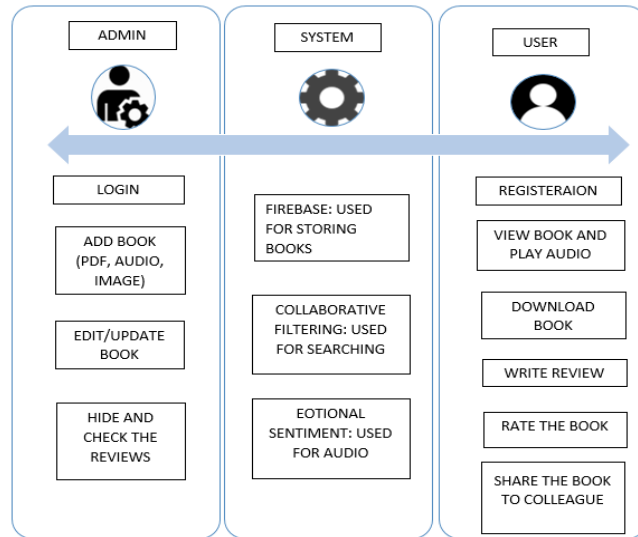 ADMIN
LOGIN
ADD BOOK
(PDF, AUDIO,
IMAGE)
EDIT/UPDATE
BOOK
HIDE AND
CHECK THE
REVIEWS
SYSTEM
FIREBASE: USED
FOR STORING
BOOKS
COLLABORATIVE
FILTERING: USED
FOR SEARCHING
EOTIONAL
SENTIMENT: USED
FOR AUDIO
USER
REGISTERAION
VIEW BOOK AND
PLAY AUDIO
DOWNLOAD
BOOK
WRITE REVIEW
RATE THE BOOK
SHARE THE BOOK
TO COLLEAGUE